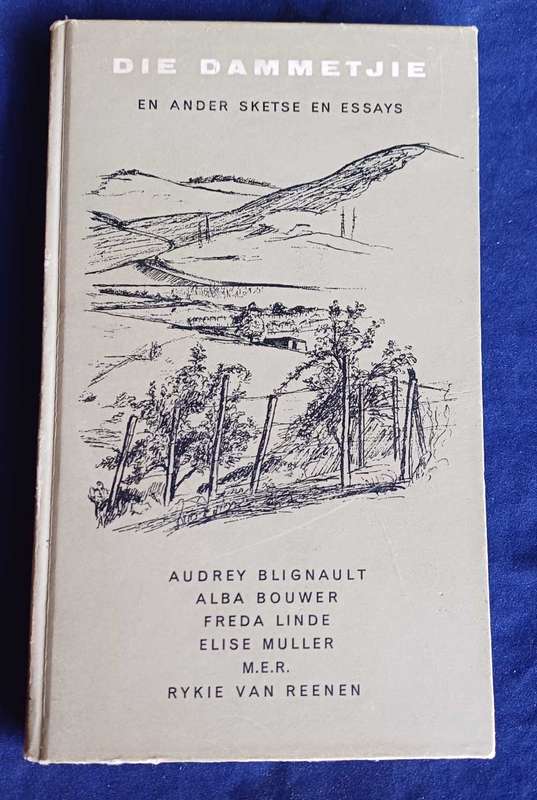 DIE DAMMETJIE
EN ANDER SKETSE EN ESSAYS
AUDREY BLIGNAULT
ALBA BOUWER
FREDA LINDE
ELISE MULLER
M.E.R.
RYKIE VAN REENEN